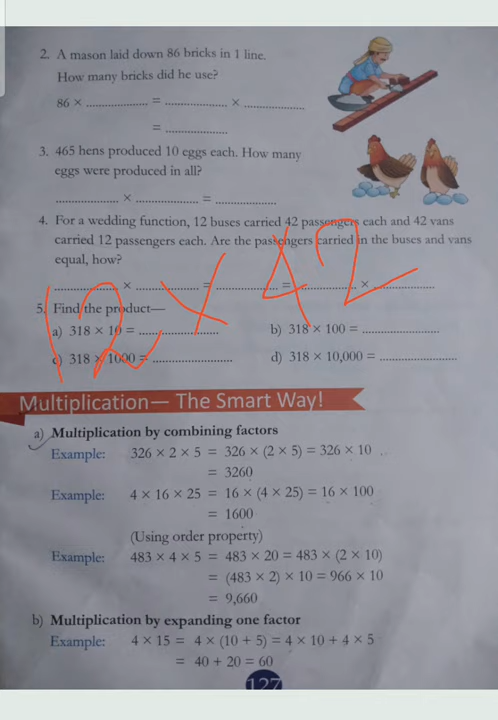 2. A mason laid down 86 bricks in 1 line.
How many bricks did he use?
86 × .................. = .................. × ..................
= ..................
3. 465 hens produced 10 eggs each. How many
eggs were produced in all?
.................. × .................. = ..................
4. For a wedding function, 12 buses carried 42 passengers each and 42 vans
carried 12 passengers each. Are the passengers carried in the buses and vans
equal, how?
.................. × .................. = .................. = .................. × ..................
12 × 42
5. Find the product—
a) 318 × 10 = .......................
b) 318 × 100 = .......................
c) 318 × 1000 = .......................
d) 318 × 10,000 = .......................
Multiplication— The Smart Way!
a) Multiplication by combining factors
Example: 326 × 2 × 5 = 326 × (2 × 5) = 326 × 10
= 3260
Example: 4 × 16 × 25 = 16 × (4 × 25) = 16 × 100
= 1600
(Using order property)
Example: 483 × 4 × 5 = 483 × 20 = 483 × (2 × 10)
= (483 × 2) × 10 = 966 × 10
= 9,660
b) Multiplication by expanding one factor
Example: 4 × 15 = 4 × (10 + 5) = 4 × 10 + 4 × 5
= 40 + 20 = 60
127